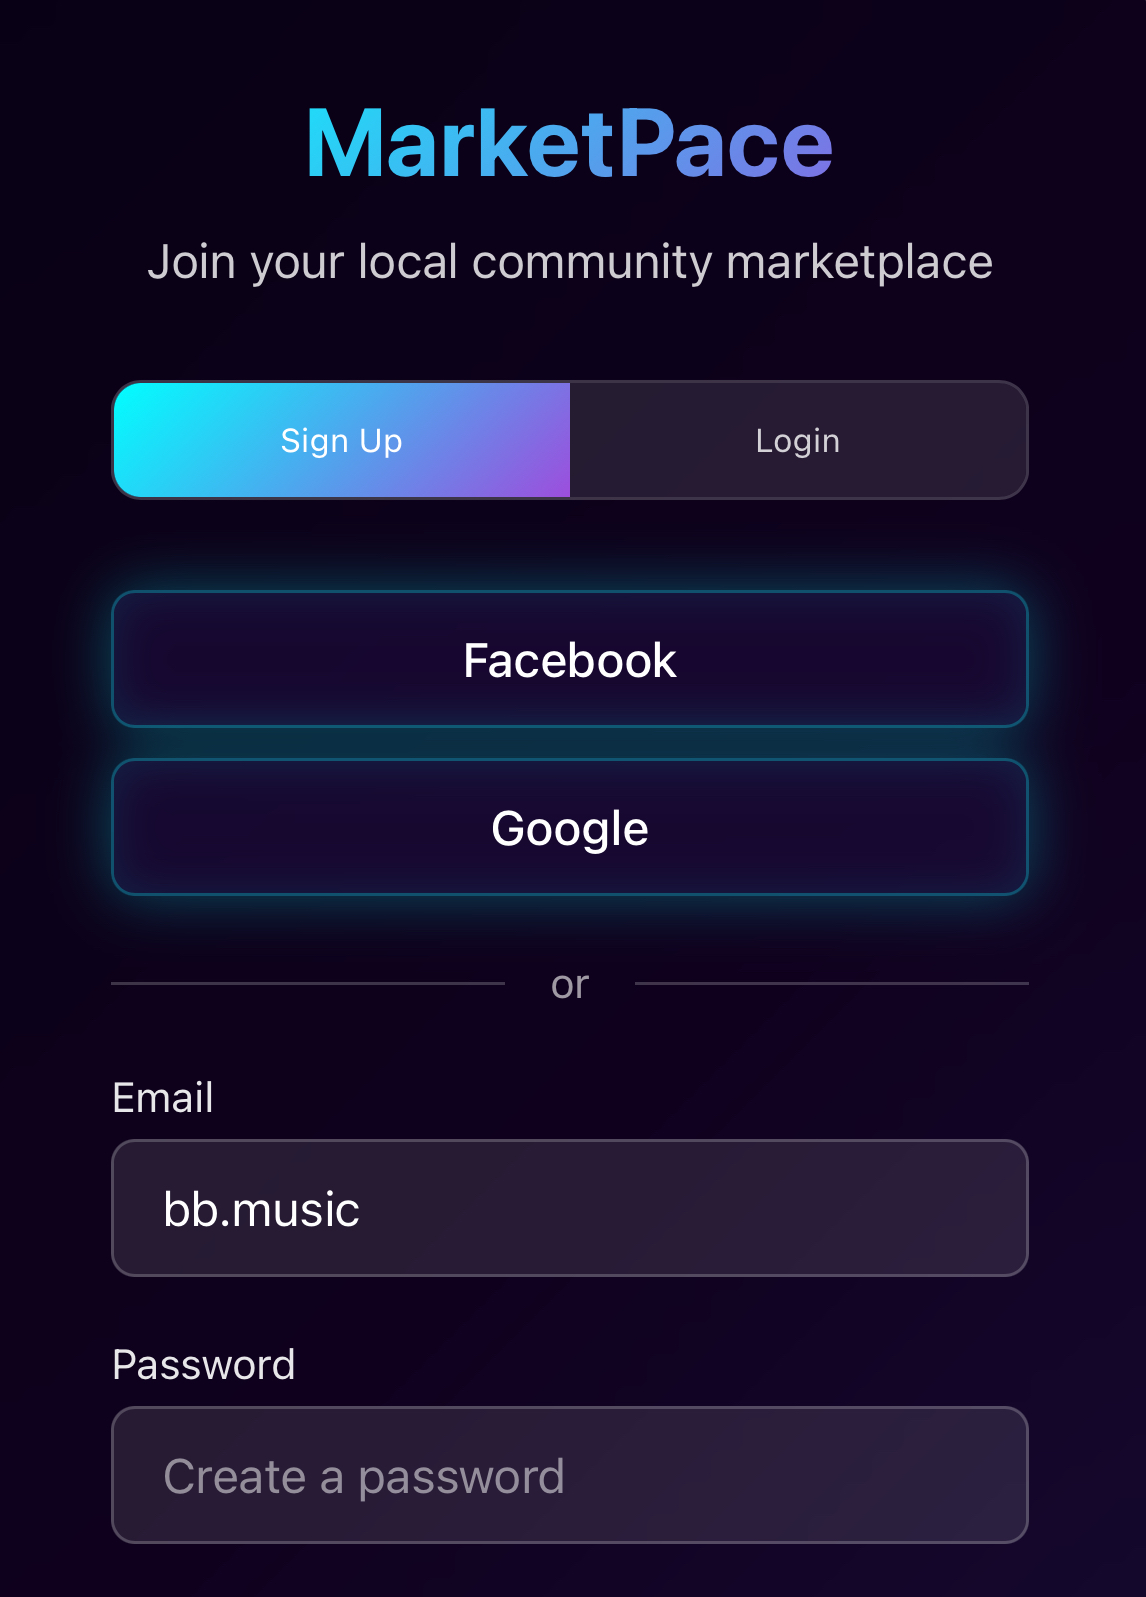 MarketPace
Join your local community marketplace
Sign Up
Login
Facebook
Google
or
Email
bb.music
Password
Create a password